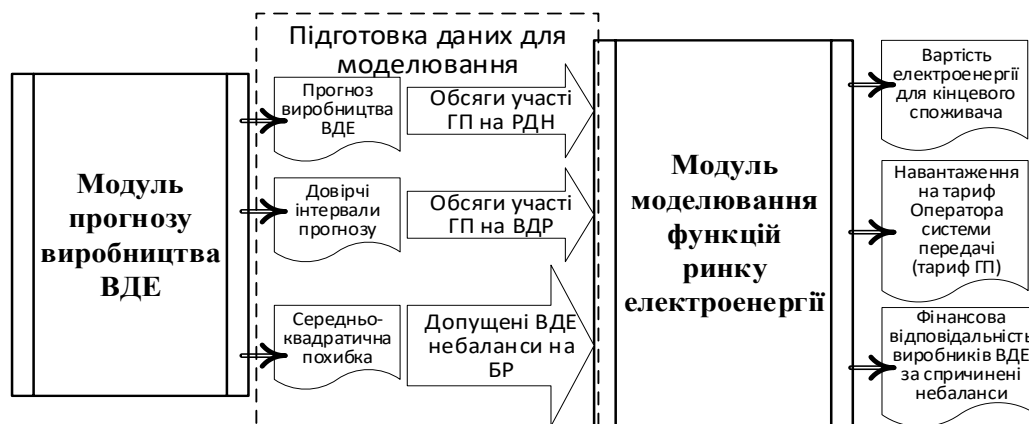 Підготовка даних для
моделювання
Модуль
прогнозу
виробництва
ВДЕ
Прогноз
виробництва
ВДЕ
Обсяги участі
ГП на РДН
Довірчі
інтервали
прогнозу
Обсяги участі
ГП на ВДР
Середньо-
квадратична
похибка
Допущені ВДЕ
небаланси на
БР
Модуль
моделювання
функцій
ринку
електроенергії
Вартість
електроенергії
для кінцевого
споживача
Навантаження
на тариф
Оператора
системи
передачі
(тариф ГП)
Фінансова
відповідальність
виробників ВДЕ
за спричинені
небаланси